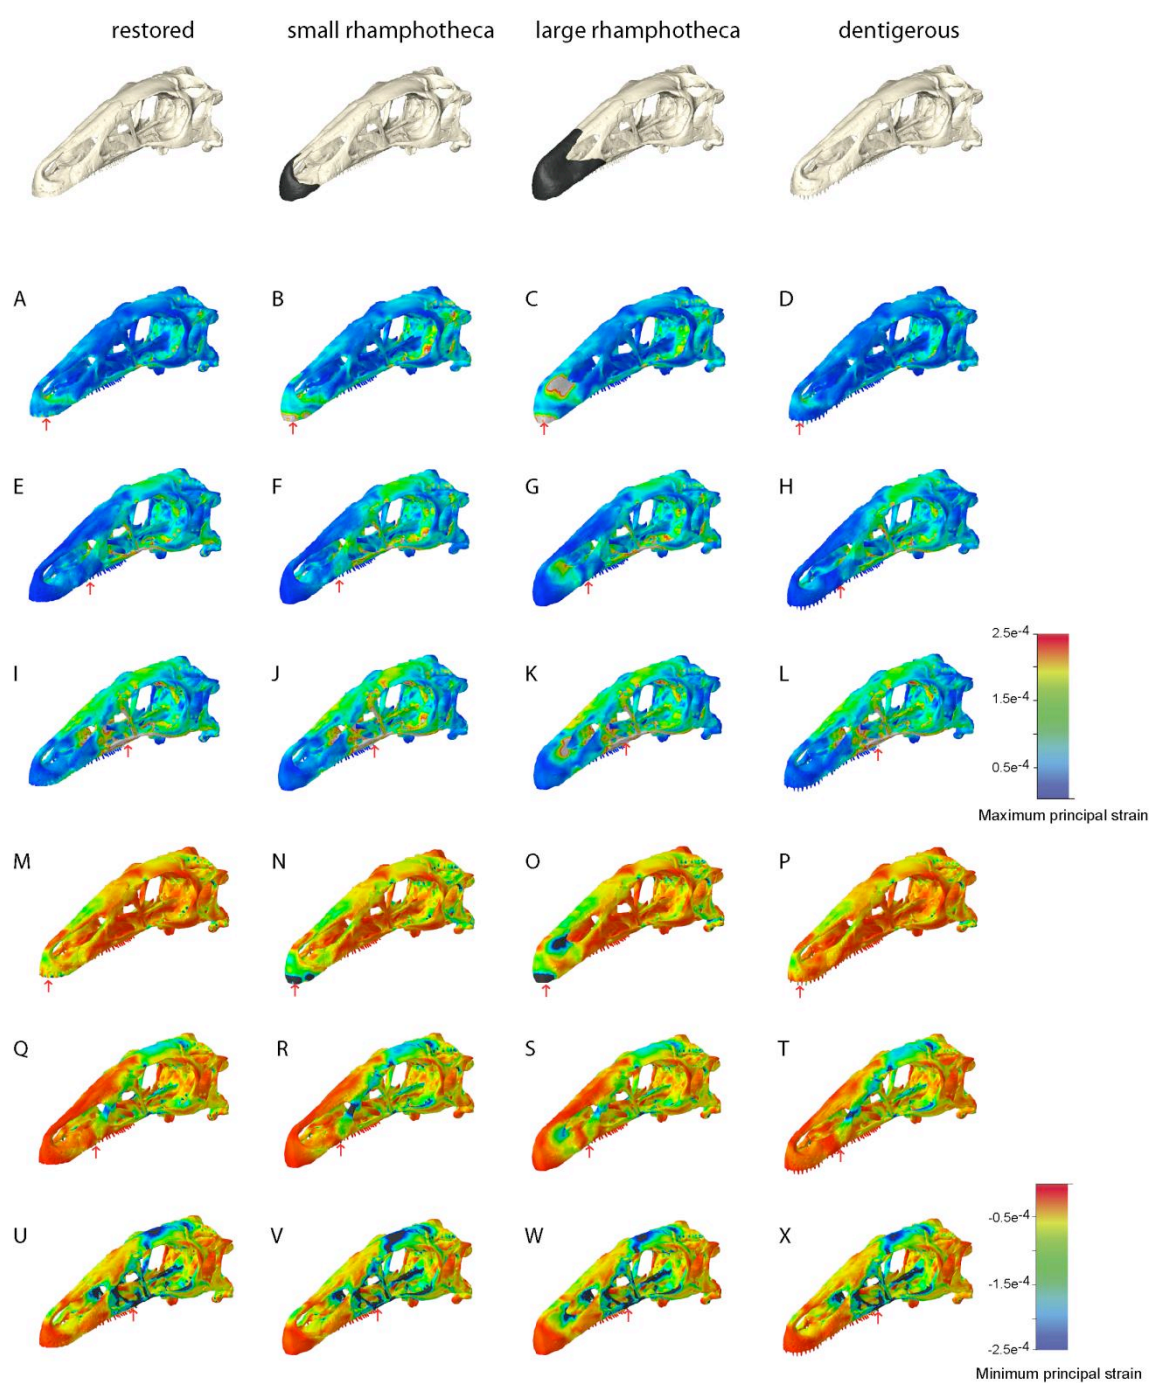 restored small rhamphotheca large rhamphotheca dentigerous
A B C D
E F G H
2.5e-4
I J K L
1.5e-4
0.5e-4
Maximum principal strain
M N O P
Q R S T
U V W X
-0.5e-4
-1.5e-4
-2.5e-4
Minimum principal strain